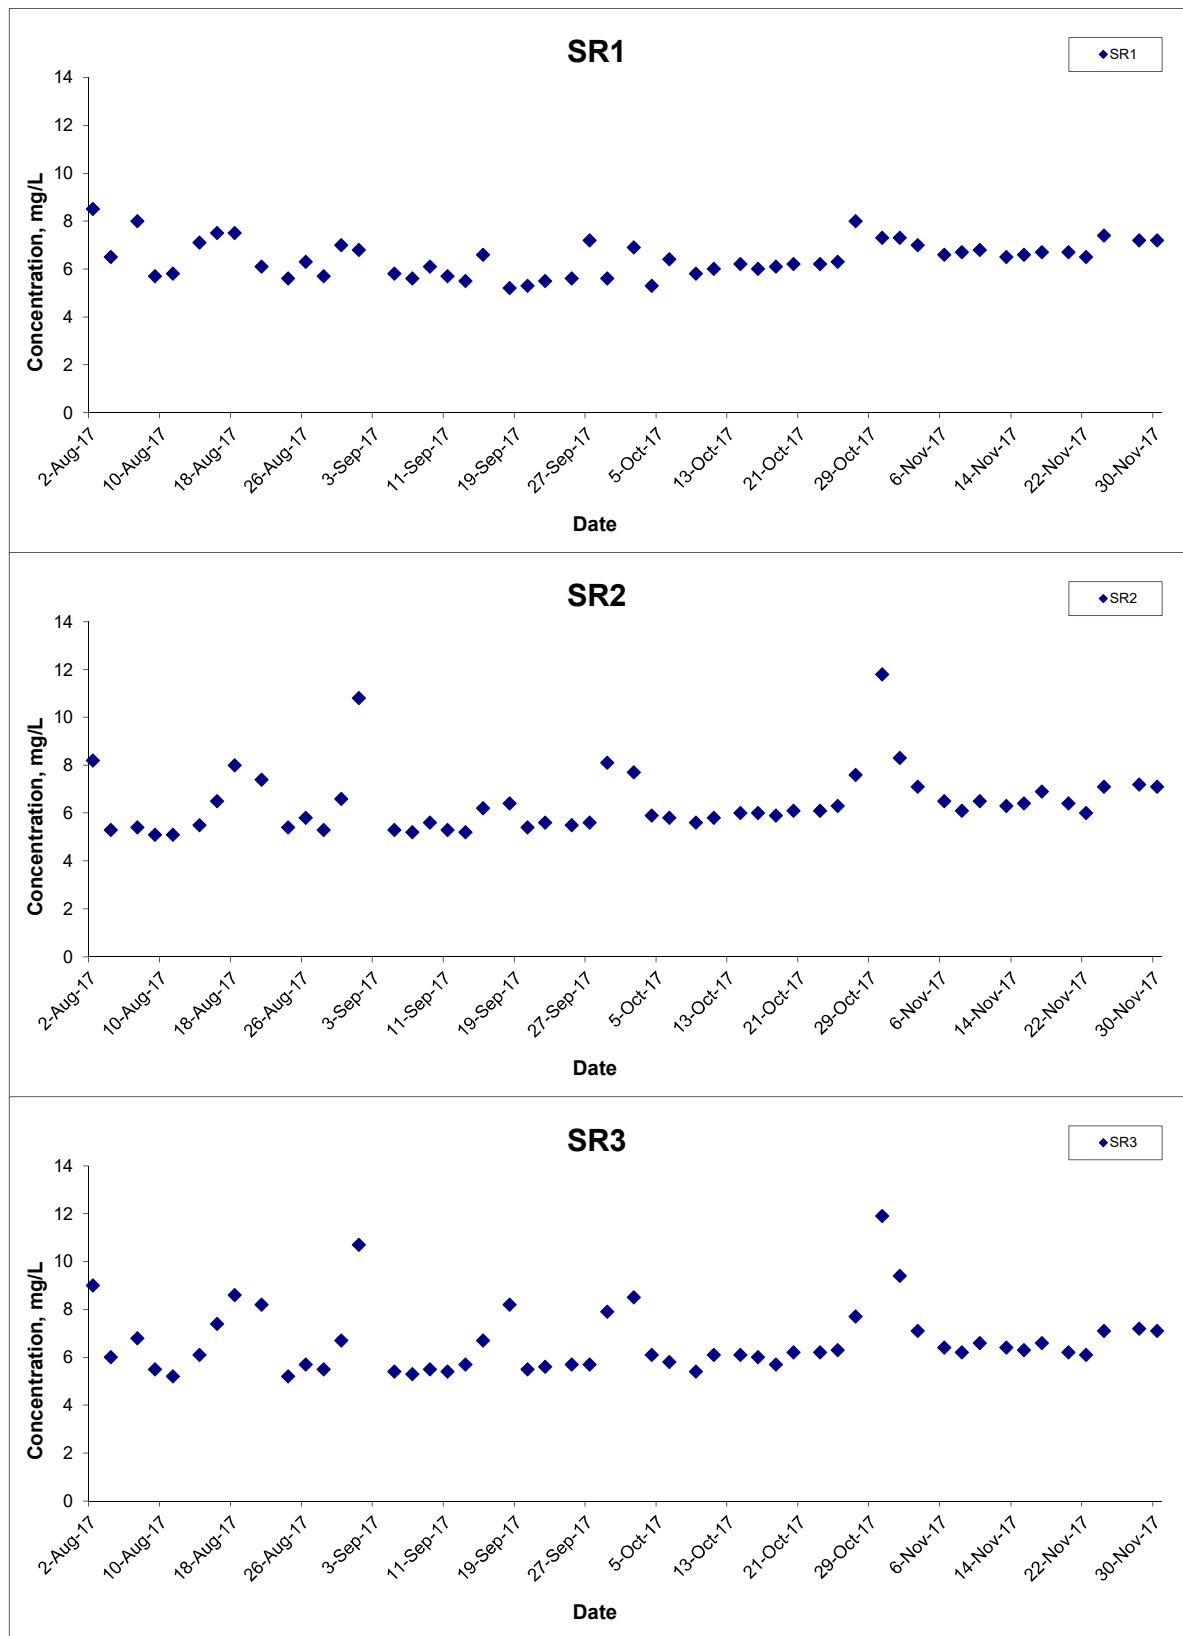 SR1
SR1
14
12
10
8
6
4
2
0
Concentration, mg/L
2-Aug-17 10-Aug-17 18-Aug-17 26-Aug-17 3-Sep-17 11-Sep-17 19-Sep-17 27-Sep-17 5-Oct-17 13-Oct-17 21-Oct-17 29-Oct-17 6-Nov-17 14-Nov-17 22-Nov-17 30-Nov-17
Date
SR2
SR2
14
12
10
8
6
4
2
0
Concentration, mg/L
2-Aug-17 10-Aug-17 18-Aug-17 26-Aug-17 3-Sep-17 11-Sep-17 19-Sep-17 27-Sep-17 5-Oct-17 13-Oct-17 21-Oct-17 29-Oct-17 6-Nov-17 14-Nov-17 22-Nov-17 30-Nov-17
Date
SR3
SR3
14
12
10
8
6
4
2
0
Concentration, mg/L
2-Aug-17 10-Aug-17 18-Aug-17 26-Aug-17 3-Sep-17 11-Sep-17 19-Sep-17 27-Sep-17 5-Oct-17 13-Oct-17 21-Oct-17 29-Oct-17 6-Nov-17 14-Nov-17 22-Nov-17 30-Nov-17
Date